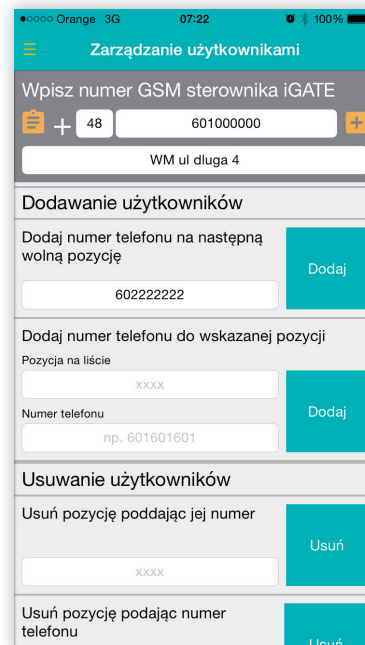 Orange 3G 07:22 100%
Zarządzanie użytkownikami
Wpisz numer GSM sterownika iGATE
+ 48 601000000 +
WM ul dluga 4
Dodawanie użytkowników
Dodaj numer telefonu na następną
wolną pozycję
Dodaj
602222222
Dodaj numer telefonu do wskazanej pozycji
Pozycja na liście
xxxx
Numer telefonu
Dodaj
np. 601601601
Usuwanie użytkowników
Usuń pozycję poddając jej numer
Usuń
xxxx
Usuń pozycję podając numer
telefonu
Usuń